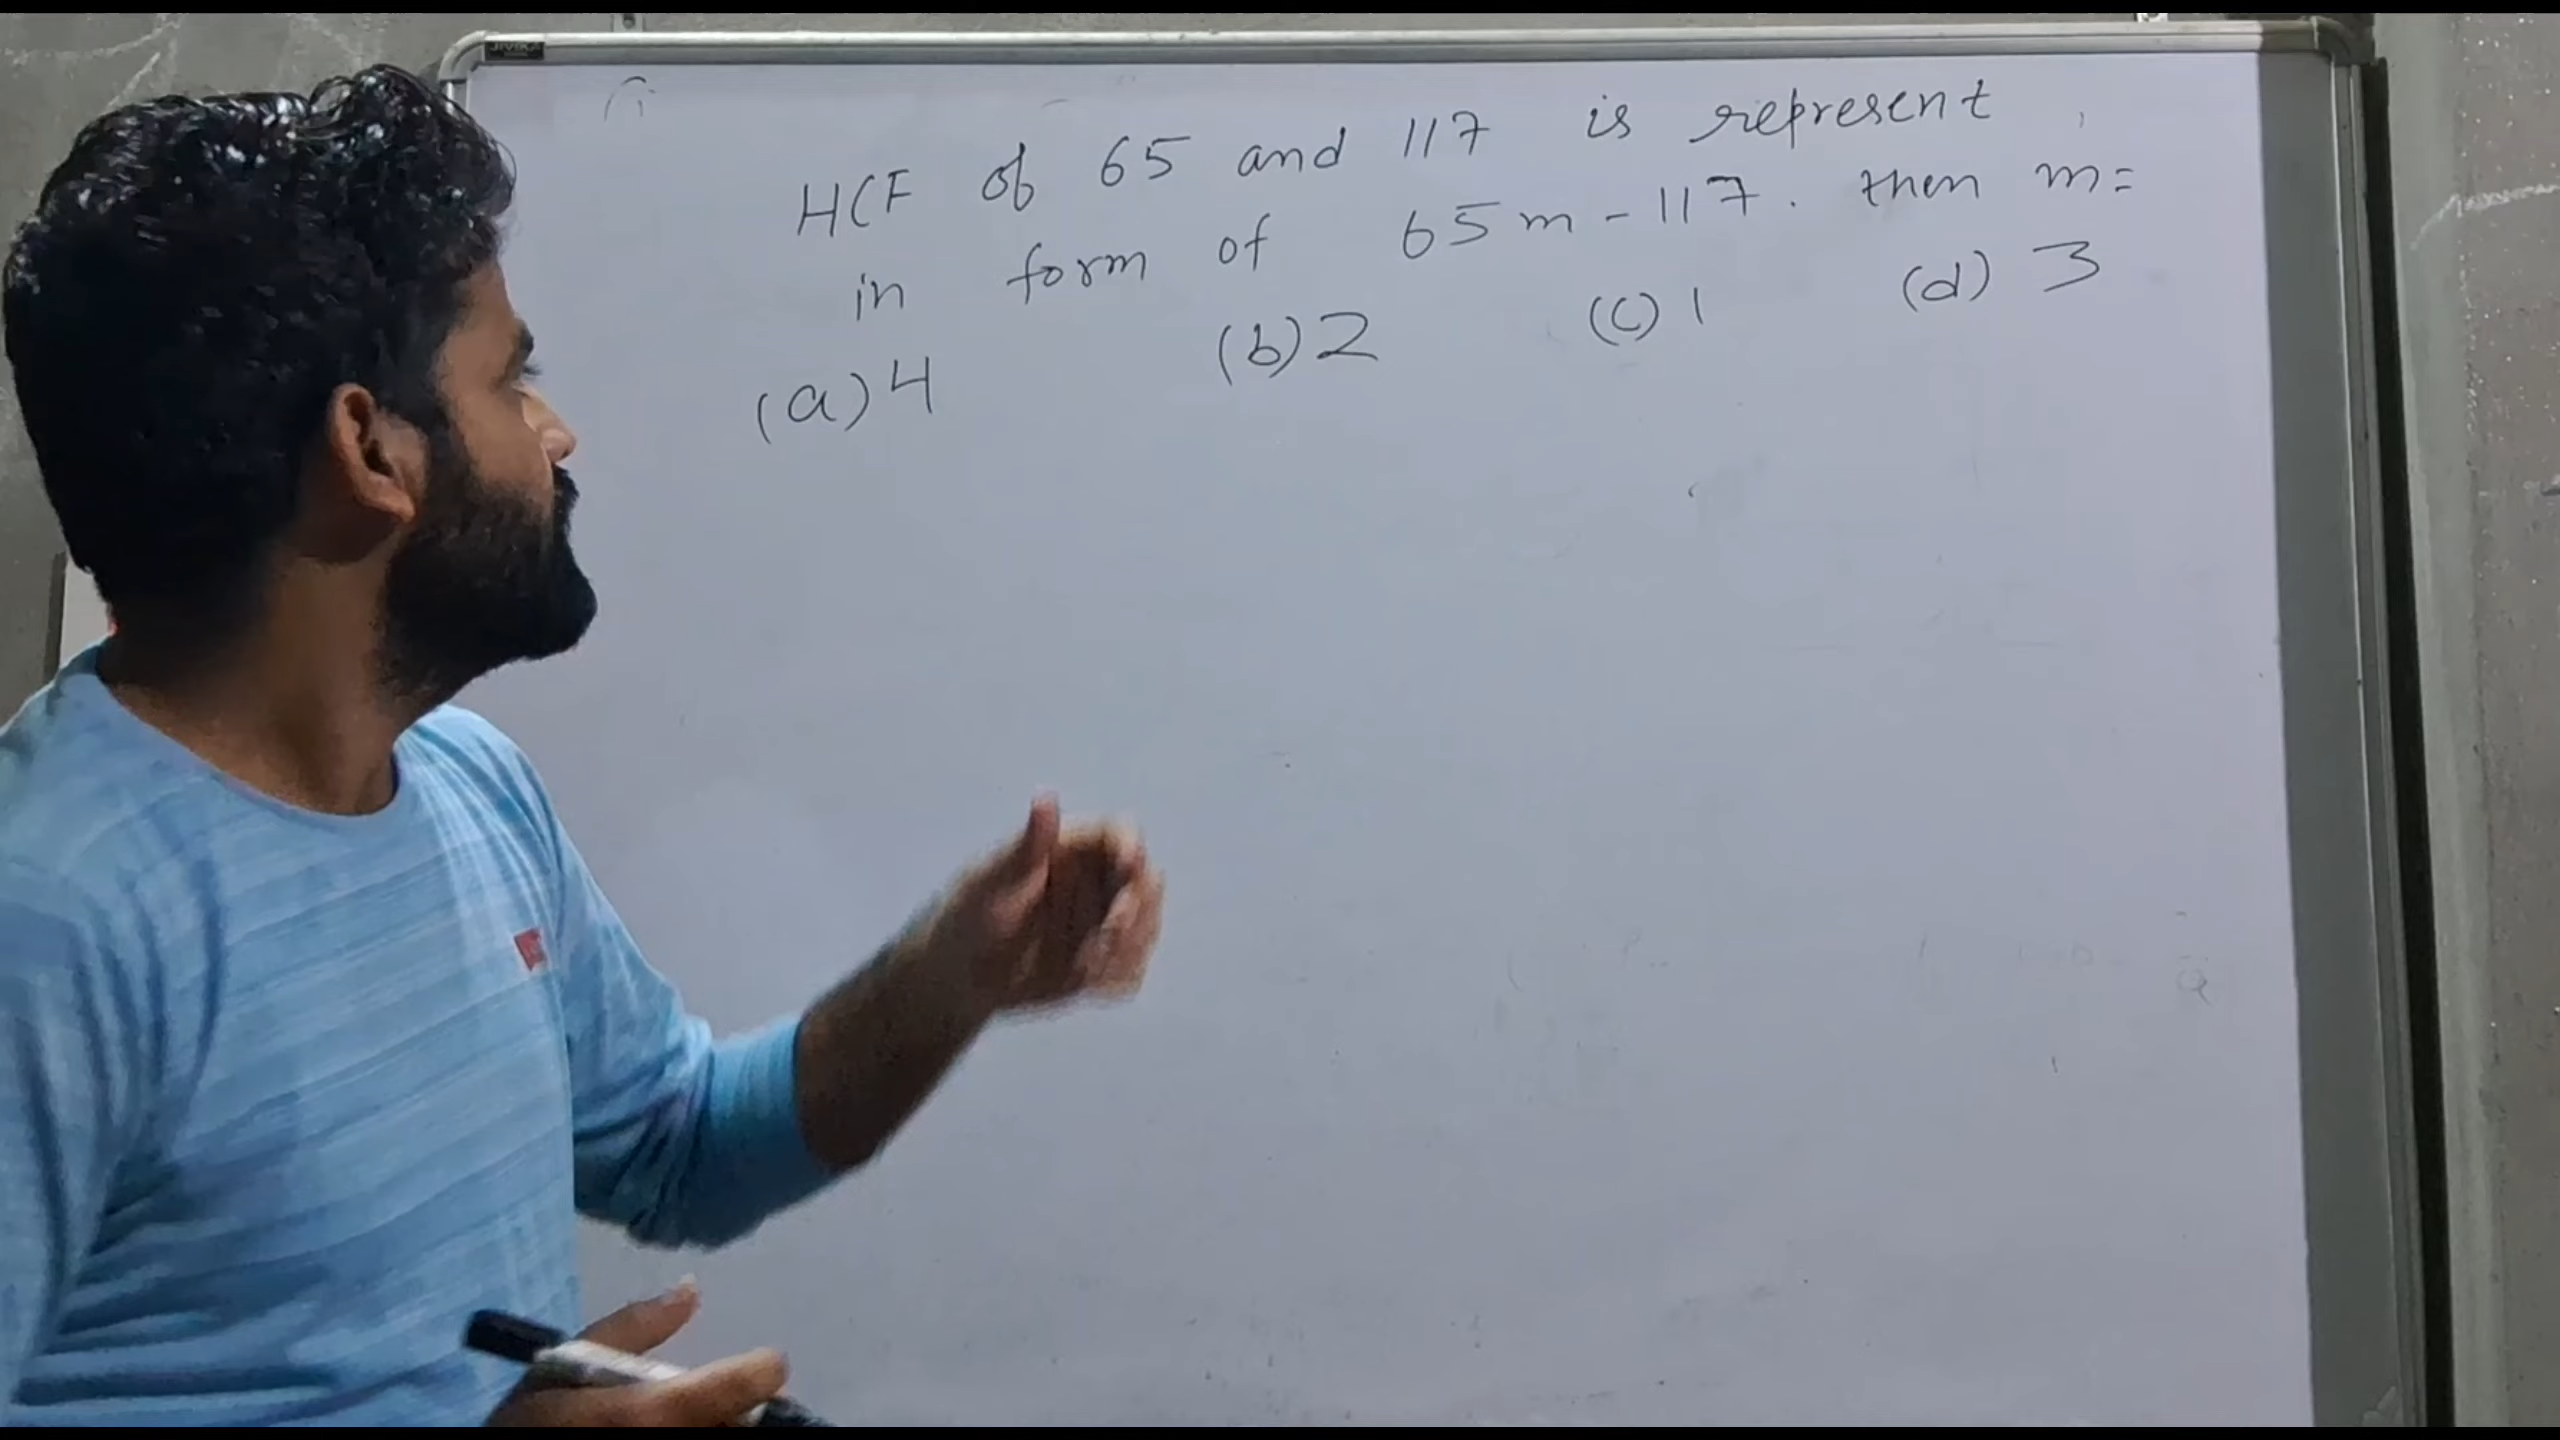 HCF of 65 and 117 is represent
in form of 65m-117. then m=
(a) 4 (b) 2 (c) 1 (d) 3